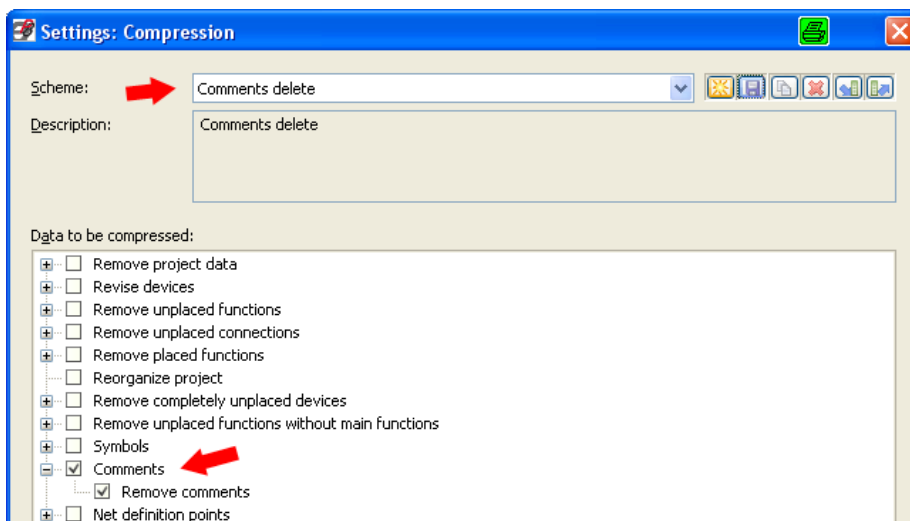 Settings: Compression
Scheme: Comments delete
Description: Comments delete
Data to be compressed:
Remove project data
Revise devices
Remove unplaced functions
Remove unplaced connections
Remove placed functions
Reorganize project
Remove completely unplaced devices
Remove unplaced functions without main functions
Symbols
Comments
Remove comments
Net definition points